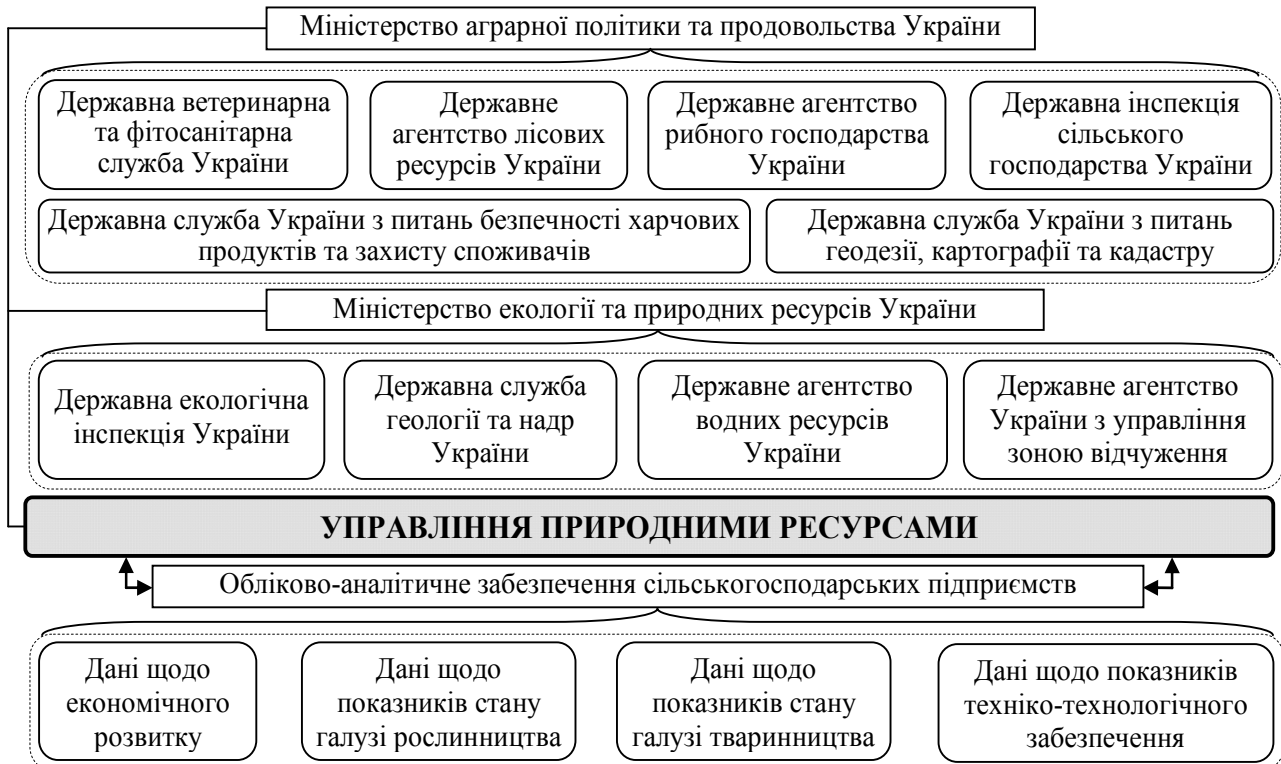 Міністерство аграрної політики та продовольства України
Державна ветеринарна
та фітосанітарна
служба України
Державне
агентство лісових
ресурсів України
Державне агентство
рибного господарства
України
Державна інспекція
сільського
господарства України
Державна служба України з питань безпечності харчових
продуктів та захисту споживачів
Державна служба України з питань
геодезії, картографії та кадастру
Міністерство екології та природних ресурсів України
Державна екологічна
інспекція України
Державна служба
геології та надр
України
Державне агентство
водних ресурсів
України
Державне агентство
України з управління
зоною відчуження
УПРАВЛІННЯ ПРИРОДНИМИ РЕСУРСАМИ
Обліково-аналітичне забезпечення сільськогосподарських підприємств
Дані щодо
економічного
розвитку
Дані щодо
показників стану
галузі рослинництва
Дані щодо
показників стану
галузі тваринництва
Дані щодо показників
техніко-технологічного
забезпечення